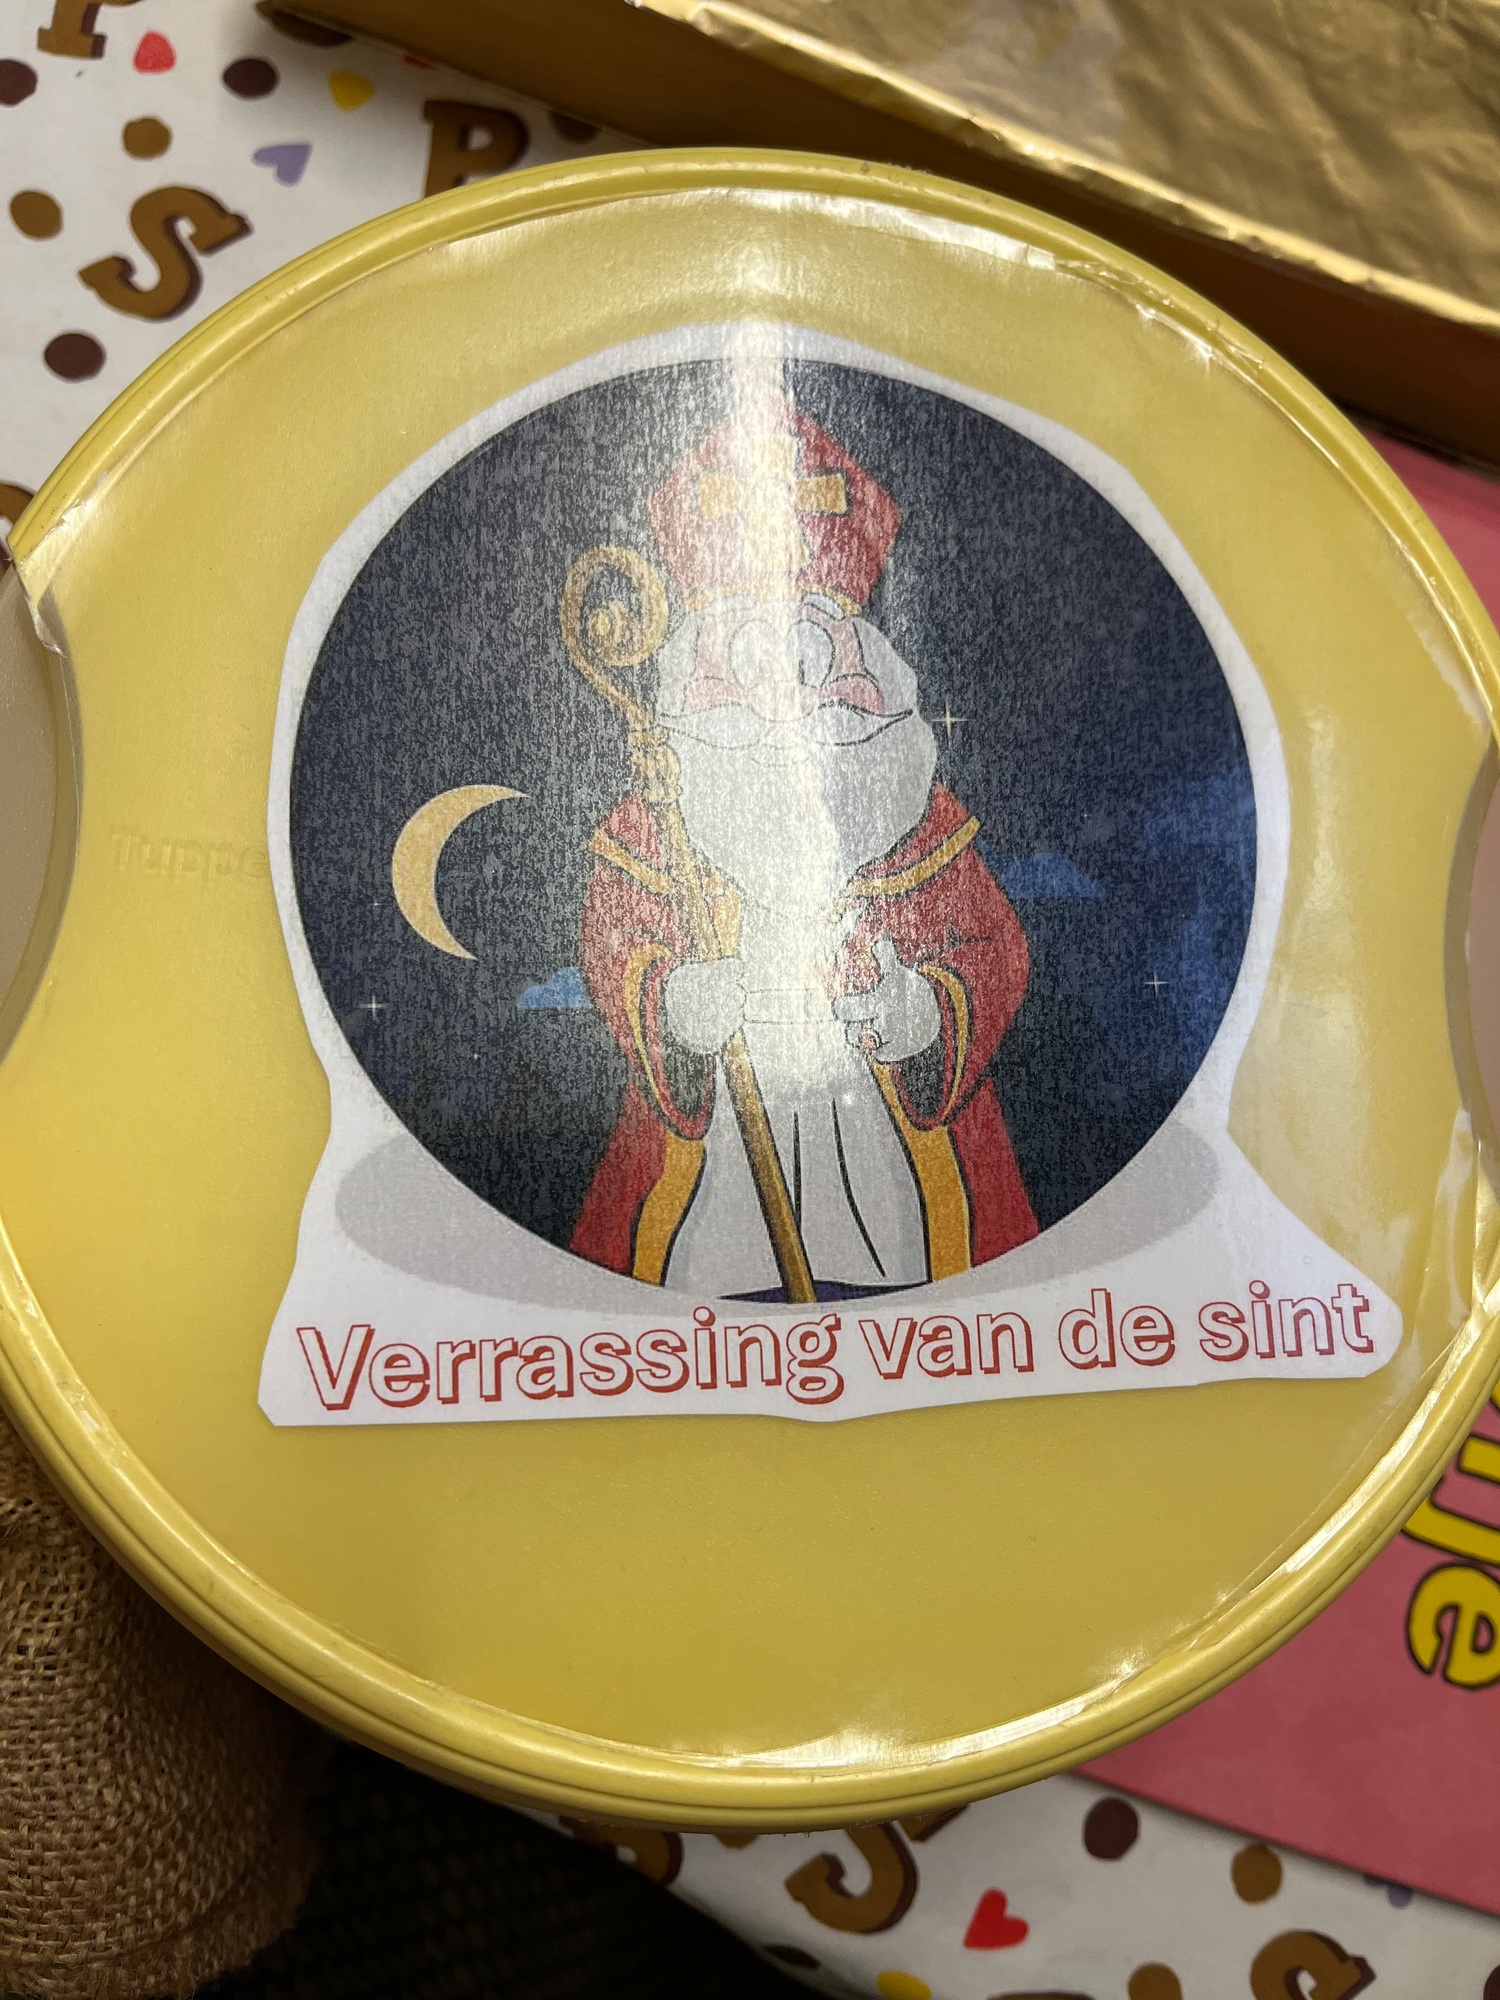 P
P
S
Verrassing van de sint